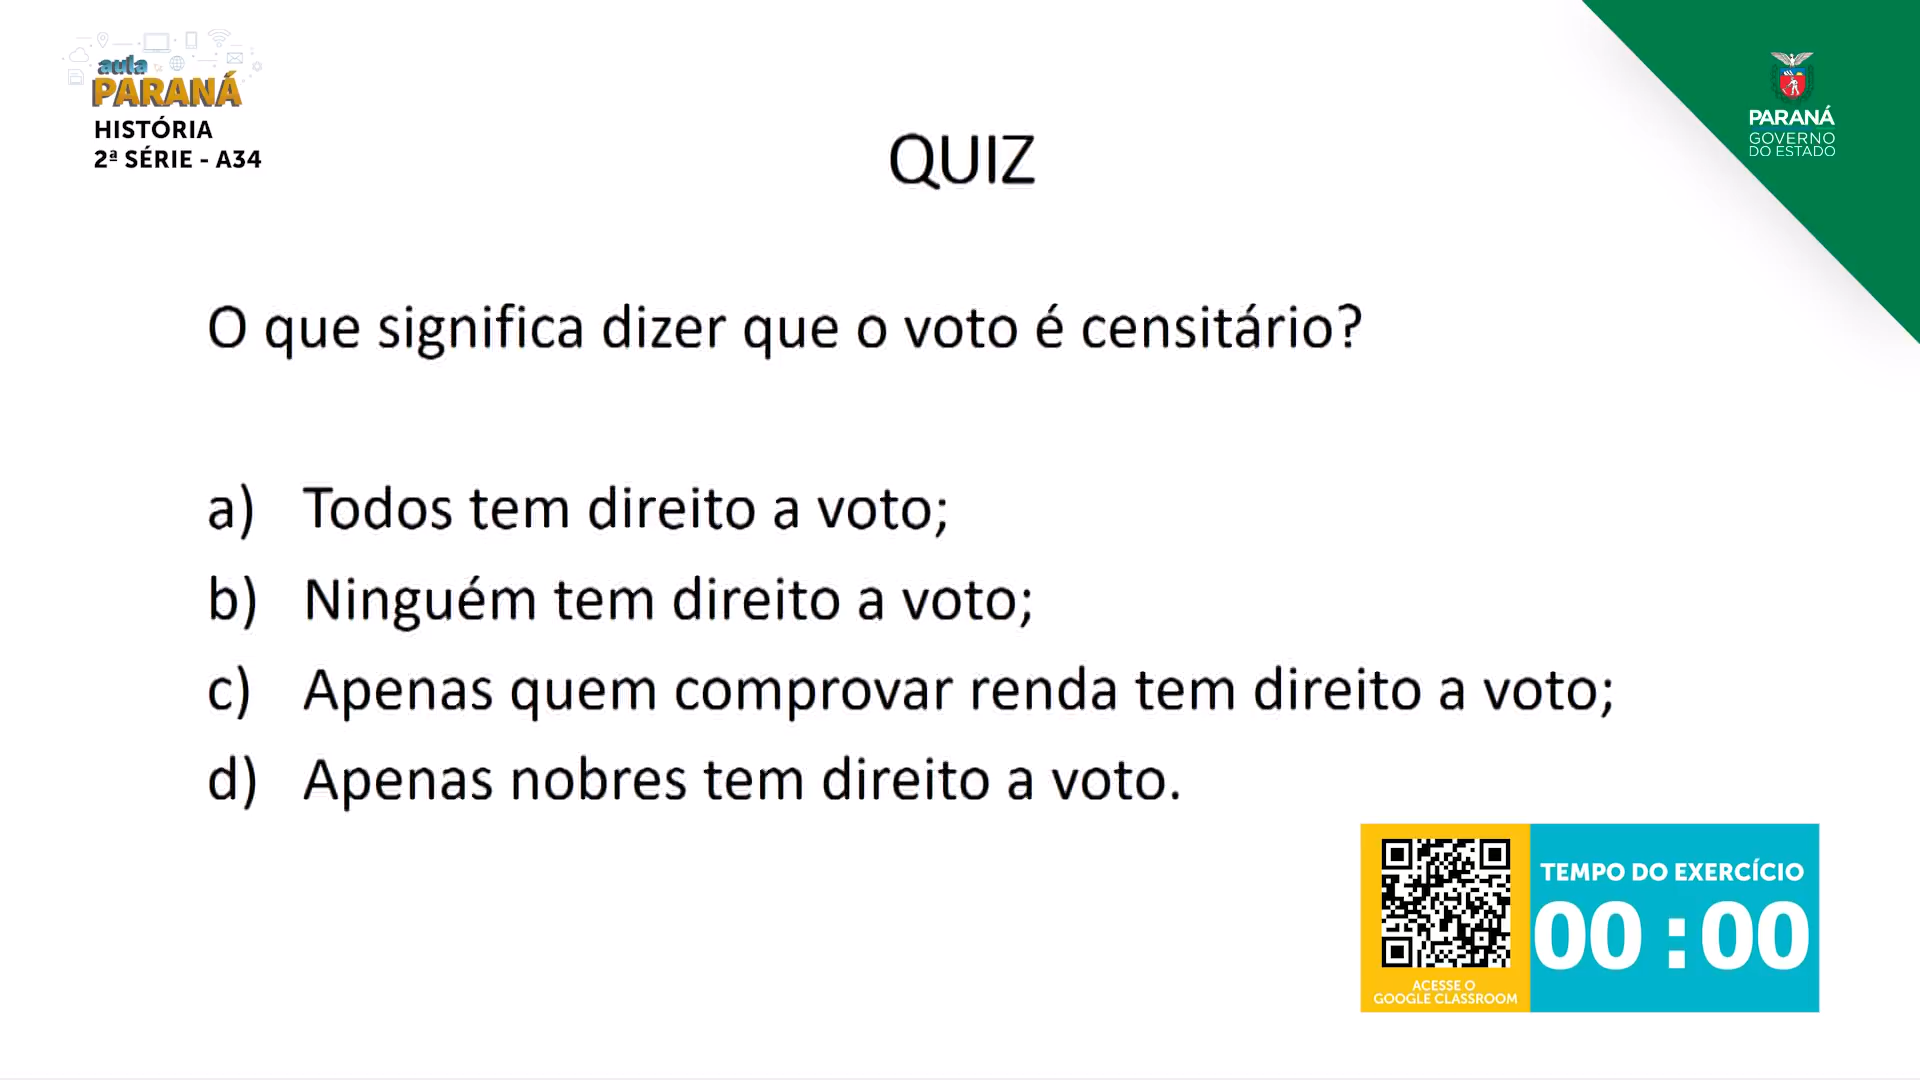 aula
PARANÁ
HISTÓRIA
2ª SÉRIE - A34
PARANÁ
GOVERNO
DO ESTADO
QUIZ
O que significa dizer que o voto é censitário?
a) Todos tem direito a voto;
b) Ninguém tem direito a voto;
c) Apenas quem comprovar renda tem direito a voto;
d) Apenas nobres tem direito a voto.
ACESSE O
GOOGLE CLASSROOM
TEMPO DO EXERCÍCIO
00:00